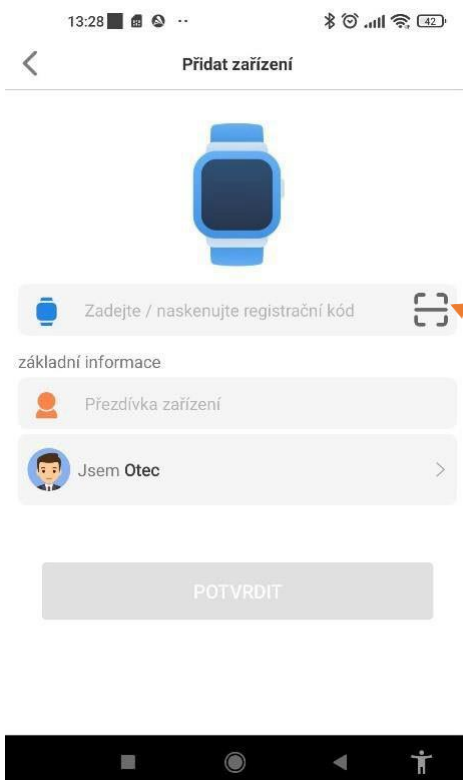 13:28
42
Přidat zařízení
Zadejte / naskenujte registrační kód
základní informace
Přezdívka zařízení
Jsem Otec
POTVRDIT